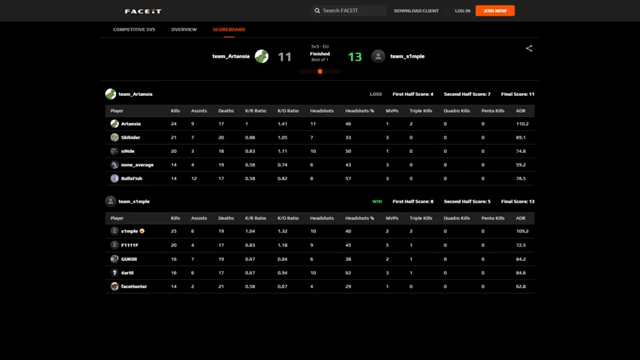 FACEIT Search FACEIT DOWNLOAD CLIENT LOG IN JOIN NOW
COMPETITIVE 5V5 OVERVIEW SCOREBOARD
5v5 - EU
team_Artansia 11 Finished 13 team_s1mple
Best of 1
team_Artansia LOSS First Half Score: 4 Second Half Score: 7 Final Score: 11
Player Kills Assists Deaths K/R Ratio K/D Ratio Headshots Headshots % MVPs Triple Kills Quadro Kills Penta Kills ADR
Artansia 24 9 17 1 1.41 11 46 1 2 0 0 110.2
Skibider 21 7 20 0.88 1.05 7 33 3 0 0 0 89.1
20 3 18 0.83 1.11 10 50 1 0 0 0 74.8
none_average 14 4 19 0.58 0.74 6 43 3 0 0 0 59.2
BallsFish 14 12 17 0.58 0.82 8 57 3 0 0 0 78.5
team_s1mple WIN First Half Score: 8 Second Half Score: 5 Final Score: 13
Player Kills Assists Deaths K/R Ratio K/D Ratio Headshots Headshots % MVPs Triple Kills Quadro Kills Penta Kills ADR
s1mple 25 6 19 1.04 1.32 10 40 2 2 0 0 109.2
F1111F 20 4 17 0.83 1.18 9 45 5 1 0 0 72.5
GUK00 16 7 19 0.67 0.84 6 38 2 1 0 0 84.2
4art0 16 6 17 0.67 0.94 10 62 3 1 0 0 84.6
faceHunter 14 2 21 0.58 0.67 4 29 1 0 0 0 62.8